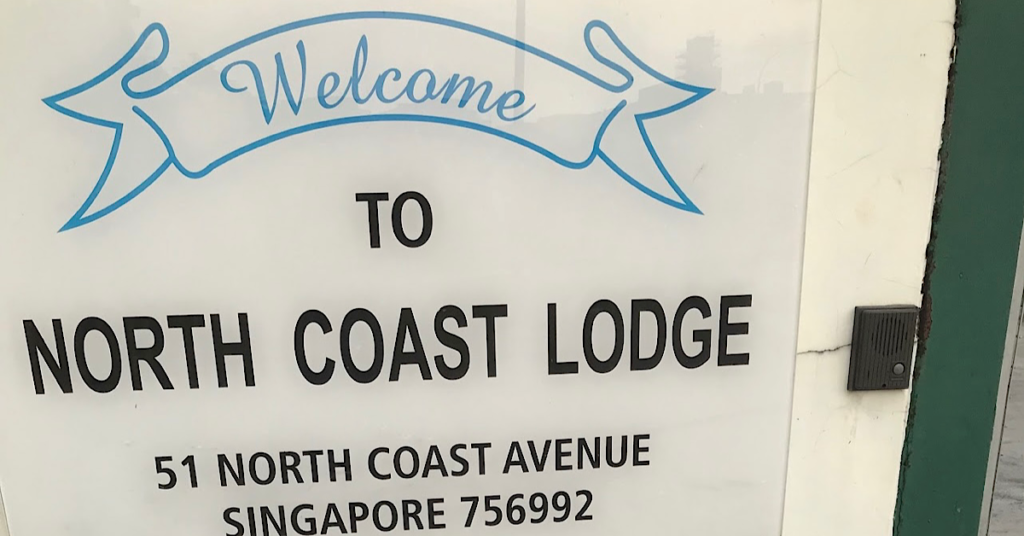 Welcome
TO
NORTH COAST LODGE
51 NORTH COAST AVENUE
SINGAPORE 756992